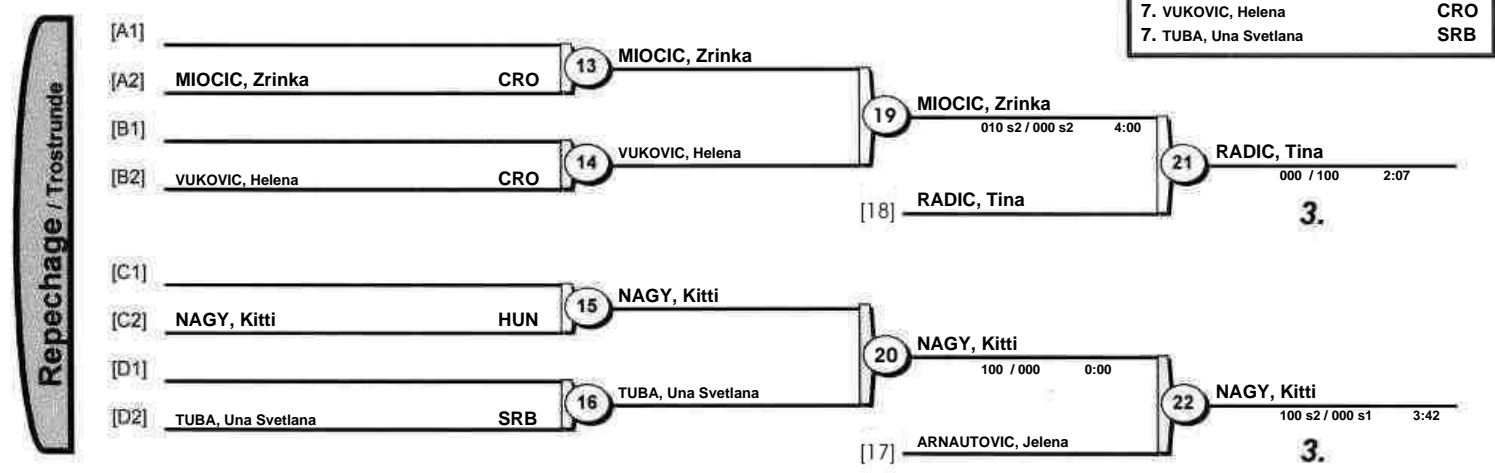 7. VUKOVIC, Helena CRO
7. TUBA, Una Svetlana SRB
Repechage / Trostrunde
[A1]
[A2] MIOCIC, Zrinka CRO
13
MIOCIC, Zrinka
[B1]
[B2] VUKOVIC, Helena CRO
14
VUKOVIC, Helena
19
MIOCIC, Zrinka
010 s2 / 000 s2 4:00
[18] RADIC, Tina
21
RADIC, Tina
000 / 100 2:07
3.
[C1]
[C2] NAGY, Kitti HUN
15
NAGY, Kitti
[D1]
[D2] TUBA, Una Svetlana SRB
16
TUBA, Una Svetlana
20
NAGY, Kitti
100 / 000 0:00
[17] ARNAUTOVIC, Jelena
22
NAGY, Kitti
100 s2 / 000 s1 3:42
3.